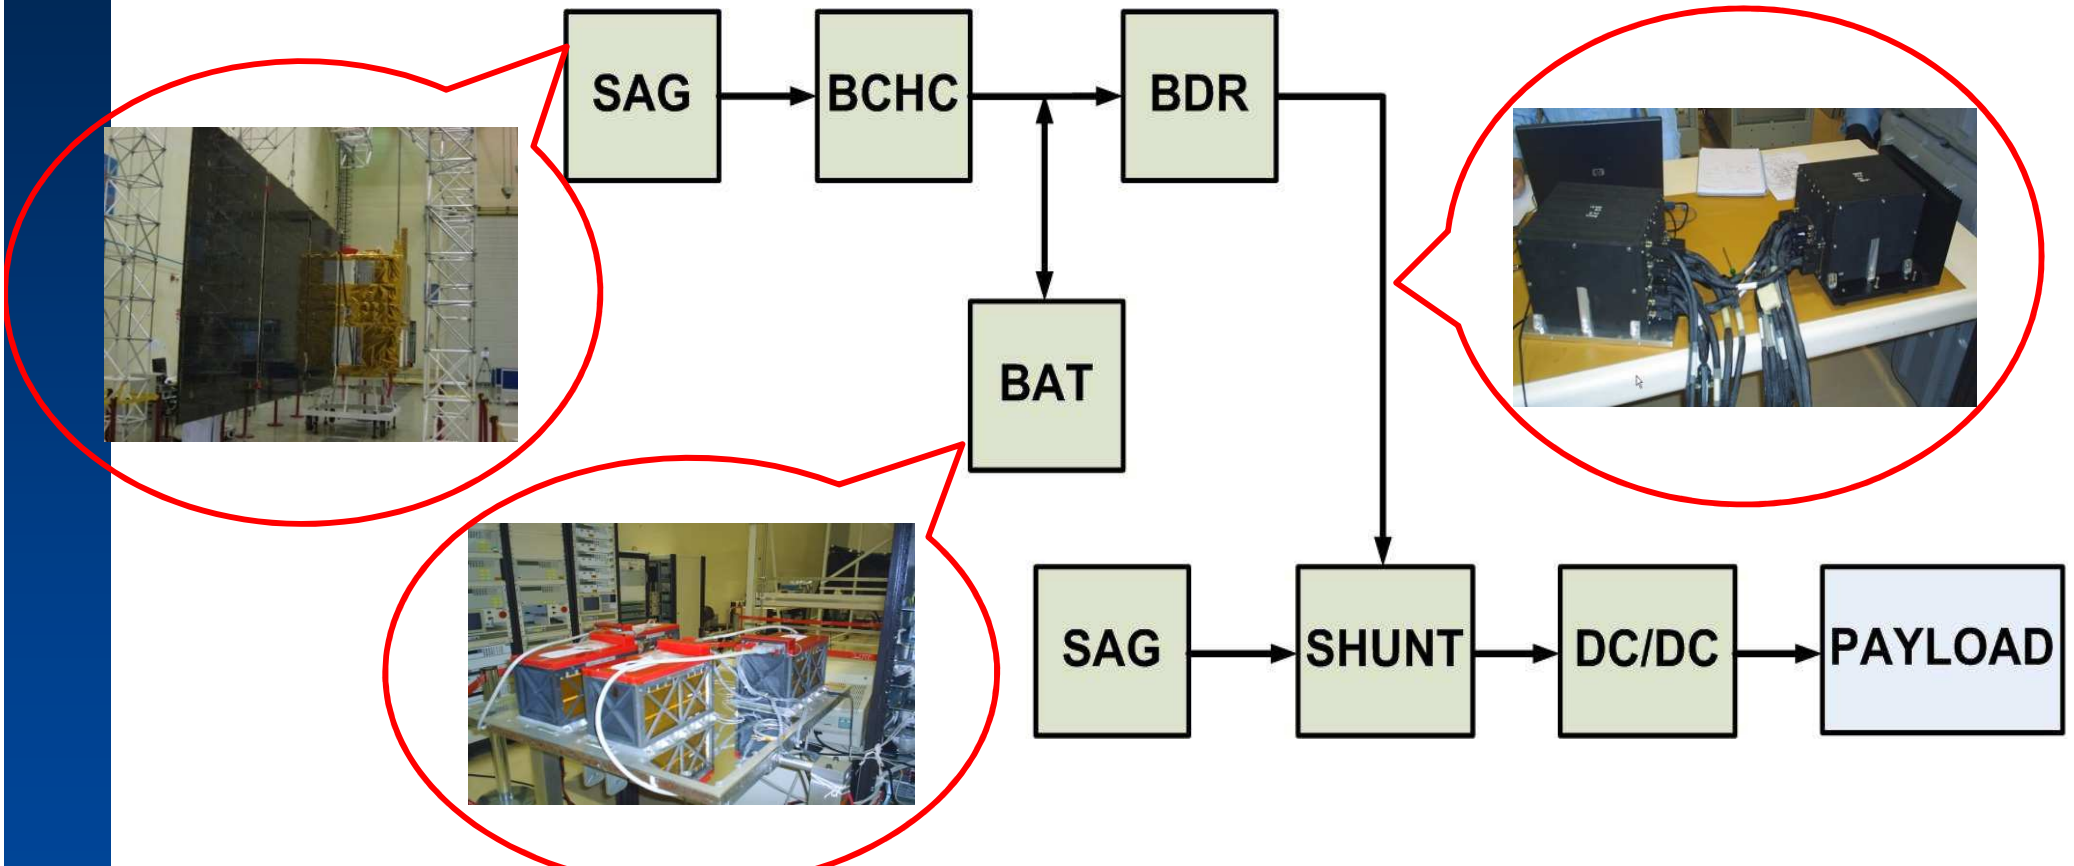 SAG
BCHC
BDR
BAT
SAG
SHUNT
DC/DC
PAYLOAD